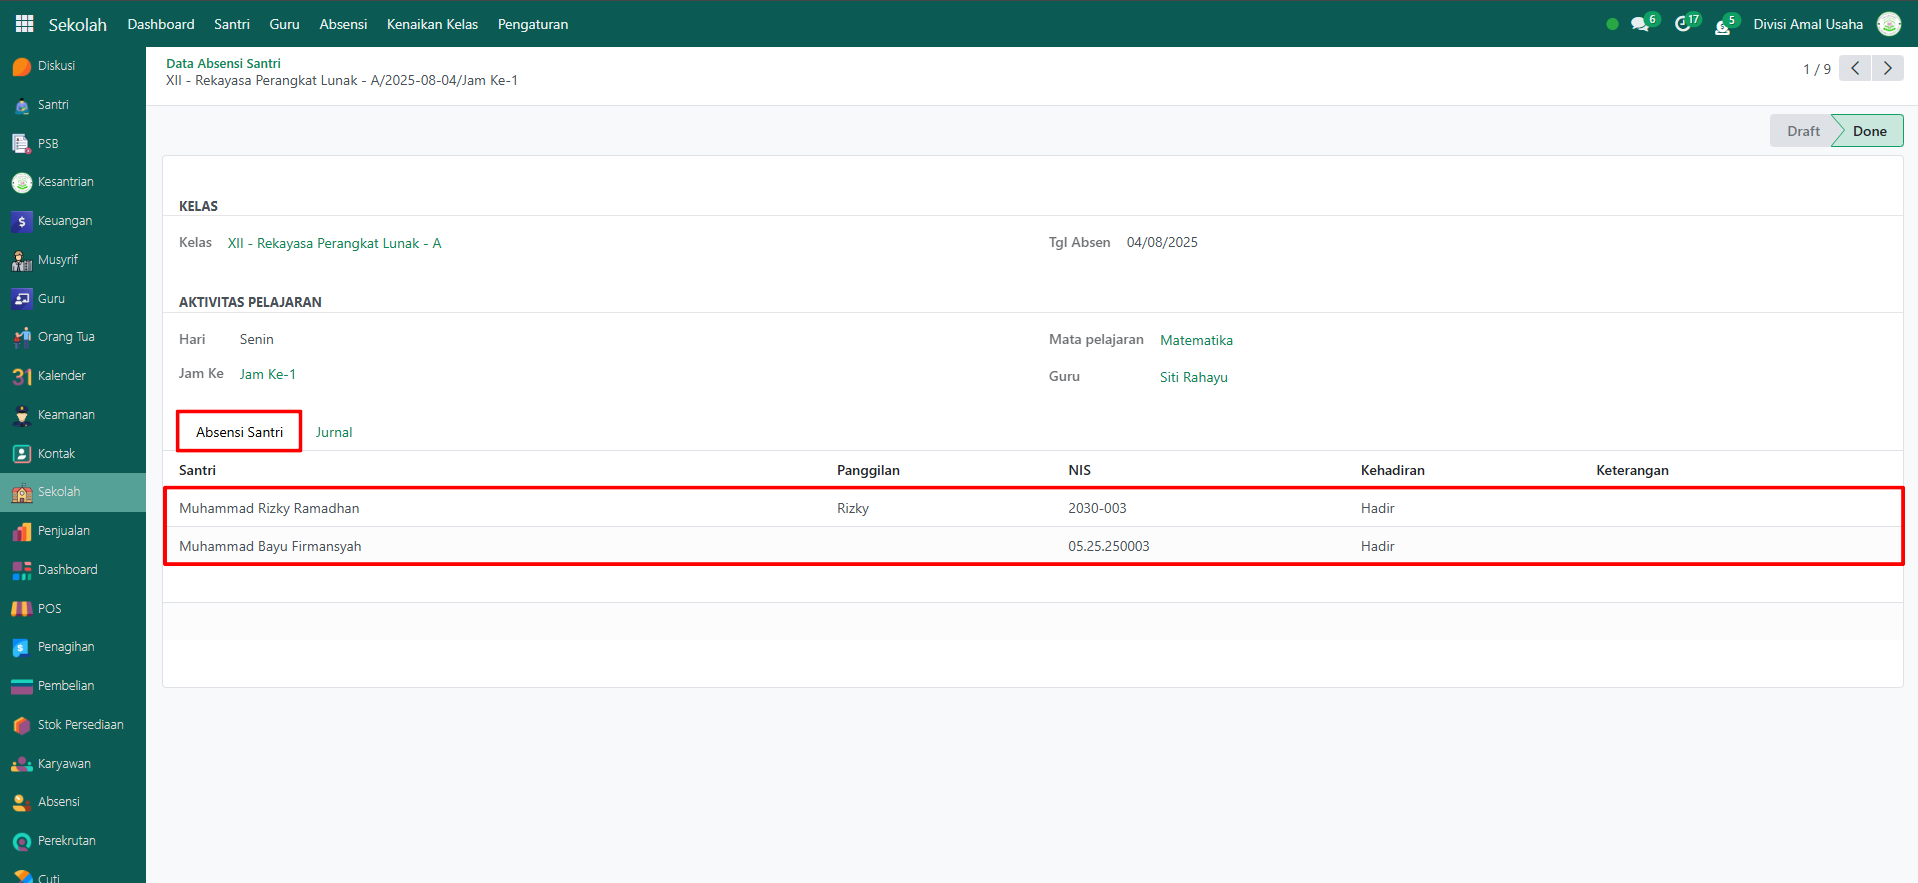 Sekolah Dashboard Santri Guru Absensi Kenaikan Kelas Pengaturan 6 17 5 Divisi Amal Usaha
Diskusi
Santri
PSB
Kesantrian
Keuangan
Musyrif
Guru
Orang Tua
31 Kalender
Keamanan
Kontak
Sekolah
Penjualan
Dashboard
POS
Penagihan
Pembelian
Stok Persediaan
Karyawan
Absensi
Perekrutan
Cuti
Data Absensi Santri
XII - Rekayasa Perangkat Lunak - A/2025-08-04/Jam Ke-1
1 / 9
Draft Done
KELAS
Kelas XII - Rekayasa Perangkat Lunak - A Tgl Absen 04/08/2025
AKTIVITAS PELAJARAN
Hari Senin Mata pelajaran Matematika
Jam Ke Jam Ke-1 Guru Siti Rahayu
Absensi Santri Jurnal
Santri Panggilan NIS Kehadiran Keterangan
Muhammad Rizky Ramadhan Rizky 2030-003 Hadir
Muhammad Bayu Firmansyah 05.25.250003 Hadir